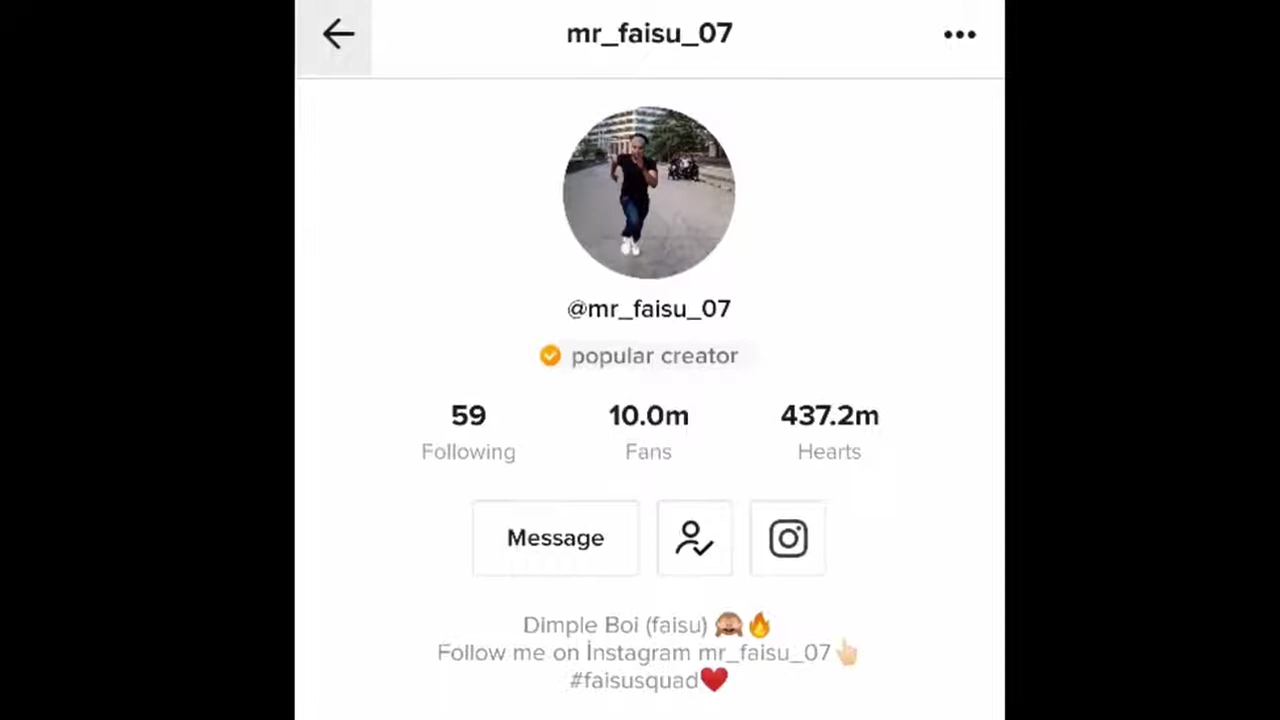 mr_faisu_07
@mr_faisu_07
popular creator
59 10.0m 437.2m
Following Fans Hearts
Message
Dimple Boi (faisu) 🙈🔥
Follow me on İnstagram mr_faisu_07👆🏻
#faisusquad❤️